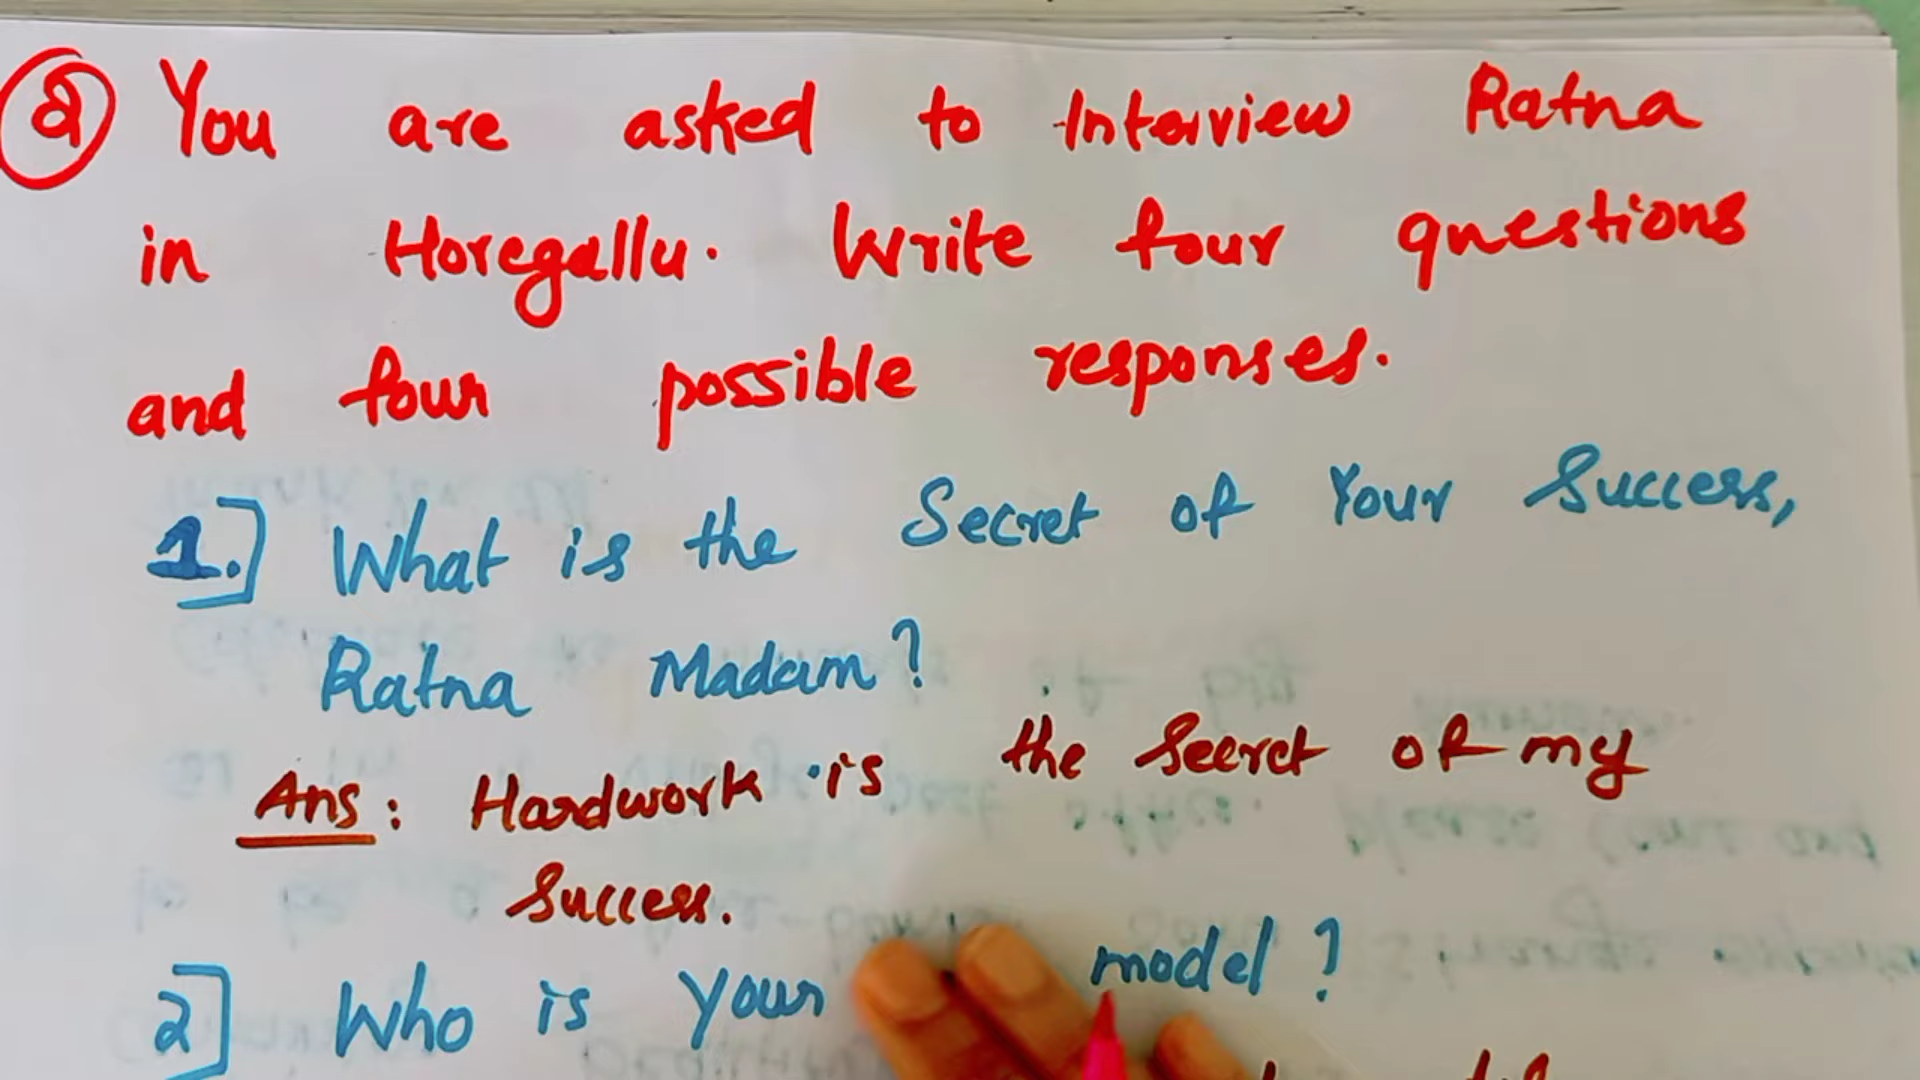 2 You are asked to Interview Ratna
in Horegallu. Write four questions
and four possible responses.
1.] What is the Secret of Your Success,
Ratna Madam?
Ans: Hardwork is the Secret of my
Success.
2] Who is your model?